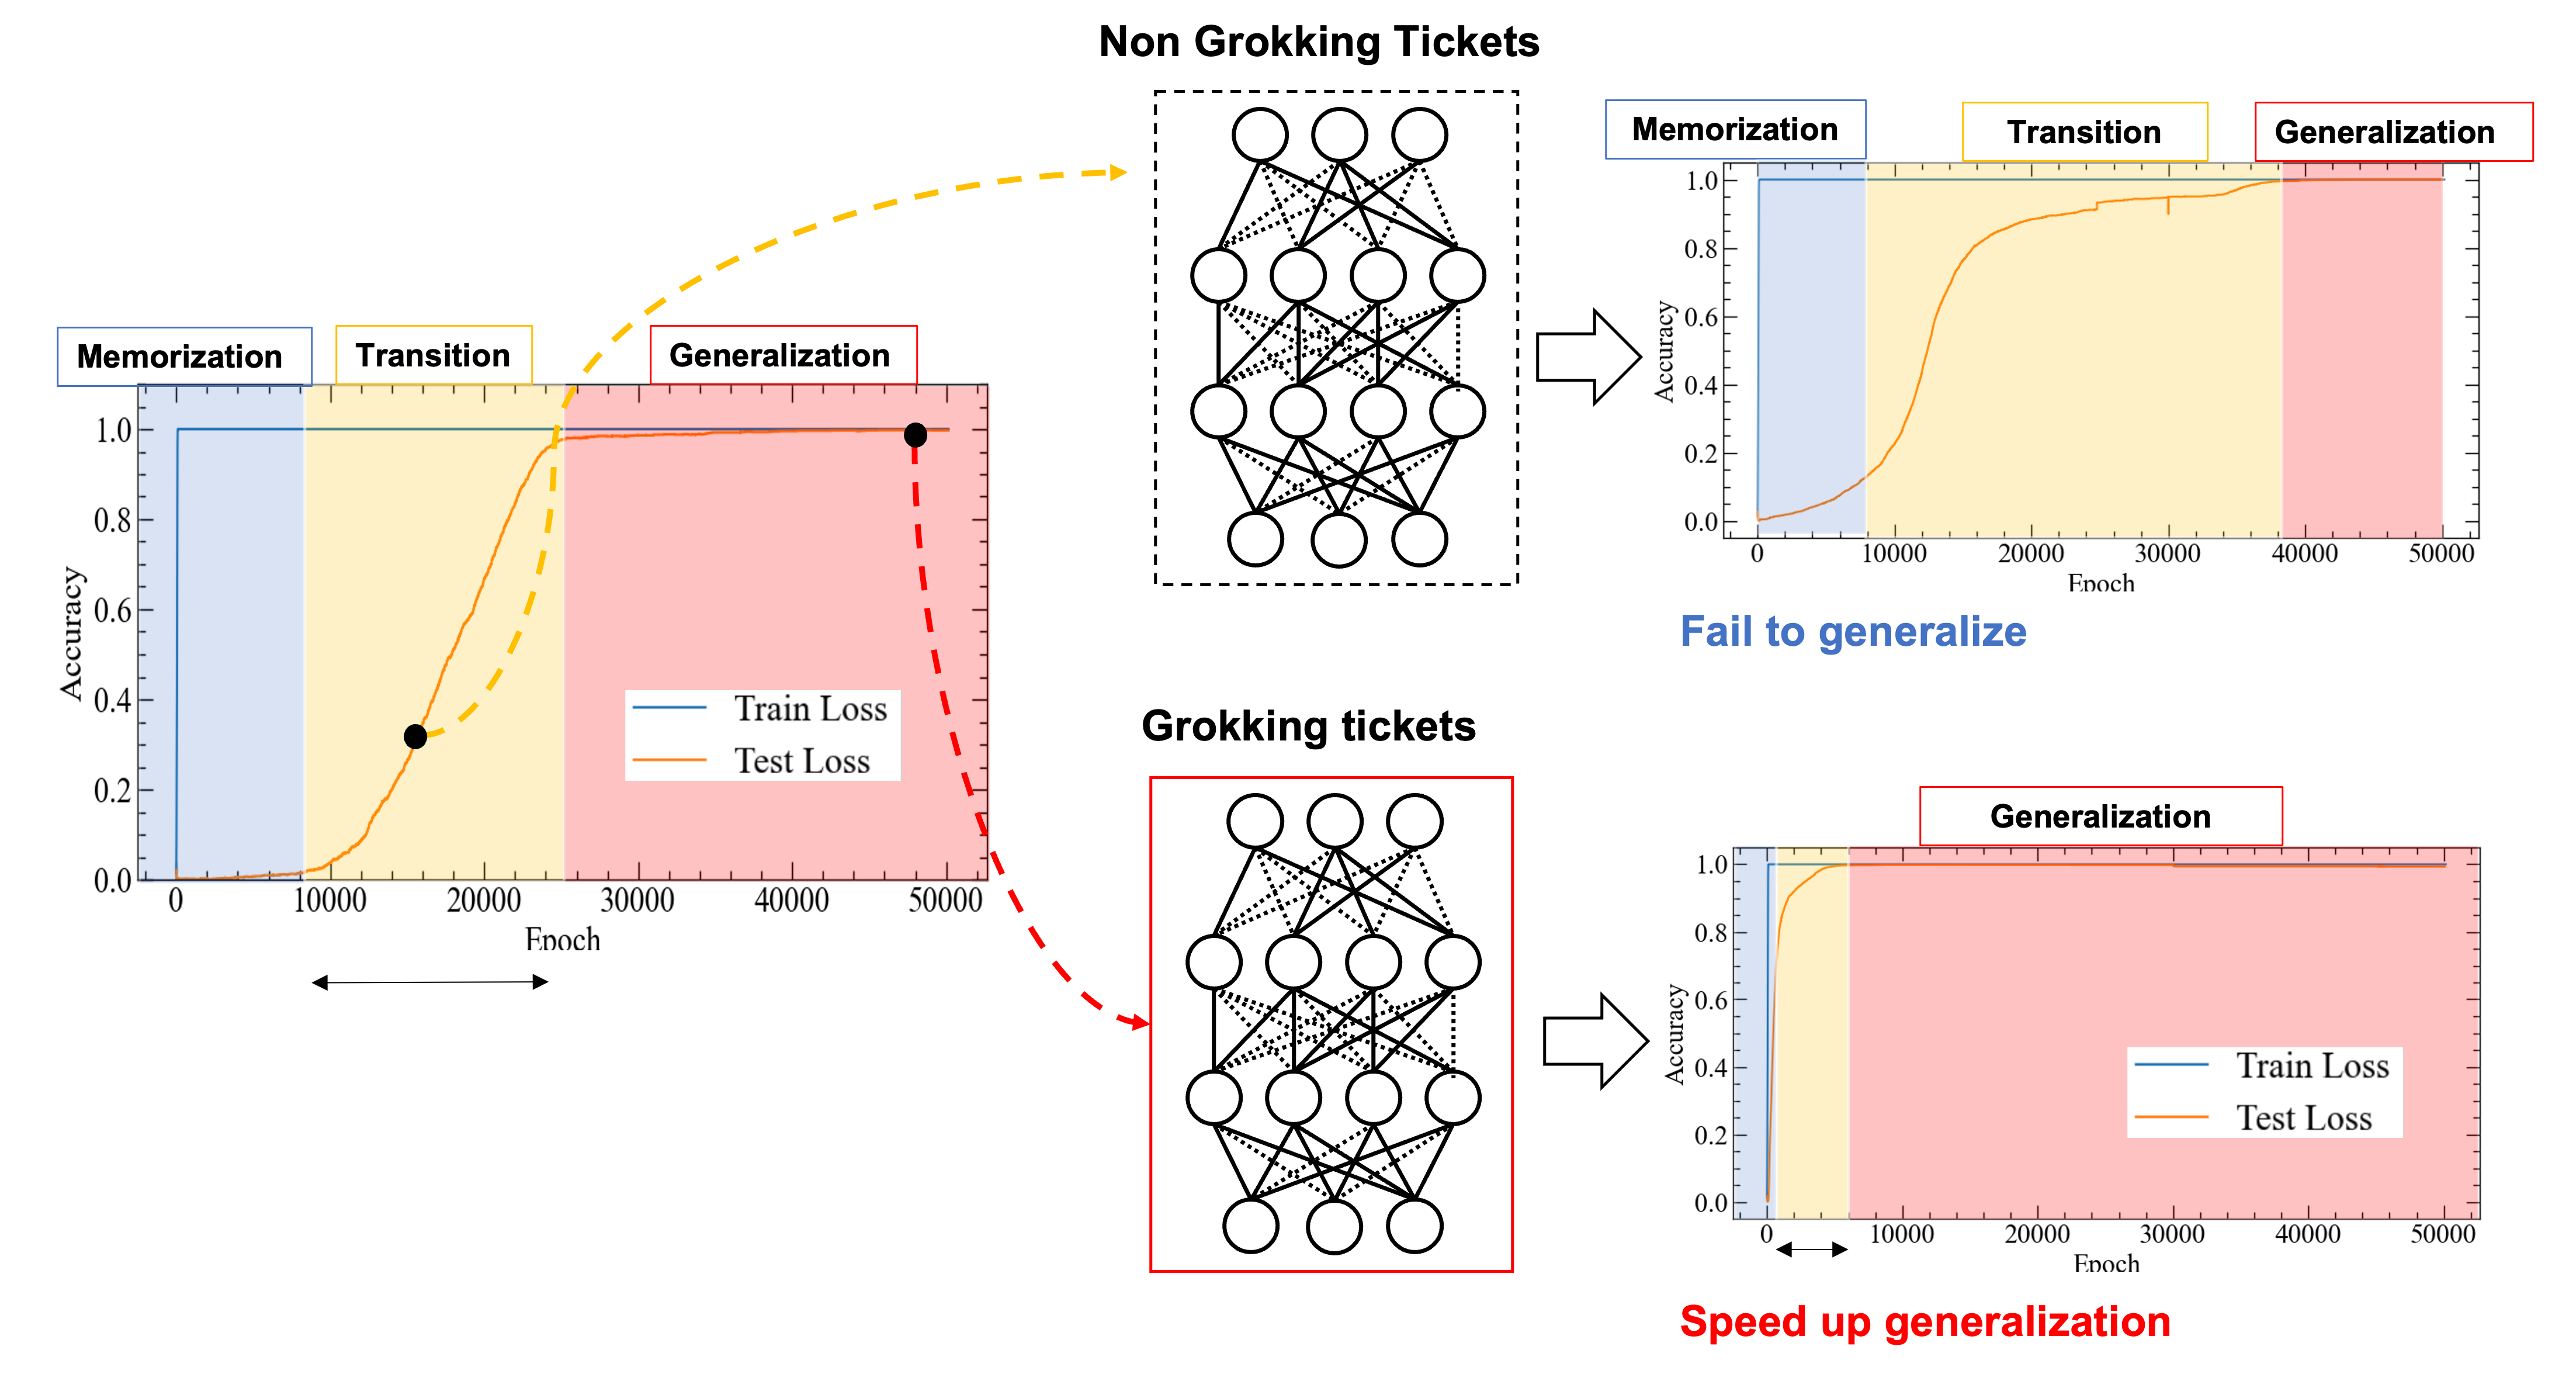 Non Grokking Tickets
Memorization
Transition
Generalization
1.0
0.8
0.6
0.4
0.2
0.0
Accuracy
0
10000
20000
30000
40000
50000
Epoch
Fail to generalize
Memorization
Transition
Generalization
1.0
0.8
0.6
0.4
0.2
0.0
Accuracy
Train Loss
Test Loss
0
10000
20000
30000
40000
50000
Epoch
Grokking tickets
Generalization
1.0
0.8
0.6
0.4
0.2
0.0
Accuracy
Train Loss
Test Loss
0
10000
20000
30000
40000
50000
Epoch
Speed up generalization